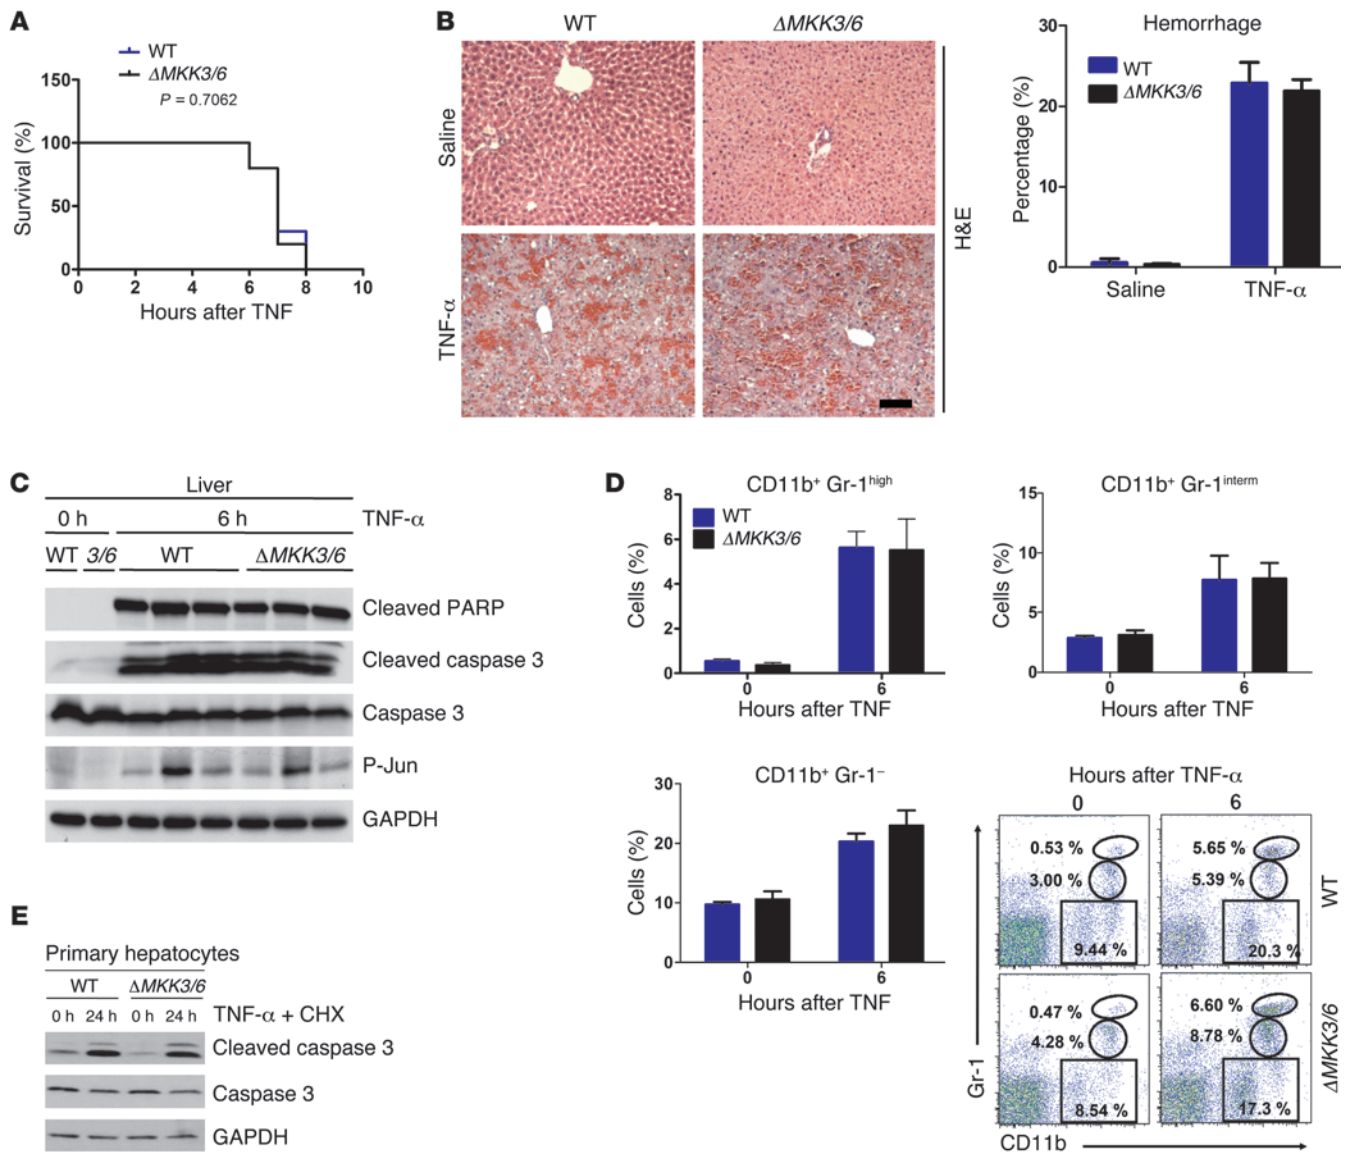 A
WT
ΔMKK3/6
P = 0.7062
150
100
50
0
Survival (%)
0 2 4 6 8 10
Hours after TNF
B
WT ΔMKK3/6
Saline
TNF-α
H&E
Hemorrhage
WT
ΔMKK3/6
30
20
10
0
Percentage (%)
Saline TNF-α
C
Liver
0 h 6 h TNF-α
WT 3/6 WT ΔMKK3/6
Cleaved PARP
Cleaved caspase 3
Caspase 3
P-Jun
GAPDH
D
CD11b⁺ Gr-1ʰⁱᵍʰ
WT
ΔMKK3/6
8
6
4
2
0
Cells (%)
0 6
Hours after TNF
CD11b⁺ Gr-1ⁱⁿᵗᵉʳᵐ
15
10
5
0
Cells (%)
0 6
Hours after TNF
CD11b⁺ Gr-1⁻
30
20
10
0
Cells (%)
0 6
Hours after TNF
Hours after TNF-α
0 6
0.53 % 5.65 %
3.00 % 5.39 %
9.44 % 20.3 %
WT
0.47 % 6.60 %
4.28 % 8.78 %
8.54 % 17.3 %
ΔMKK3/6
Gr-1
CD11b
E
Primary hepatocytes
WT ΔMKK3/6
0 h 24 h 0 h 24 h TNF-α + CHX
Cleaved caspase 3
Caspase 3
GAPDH